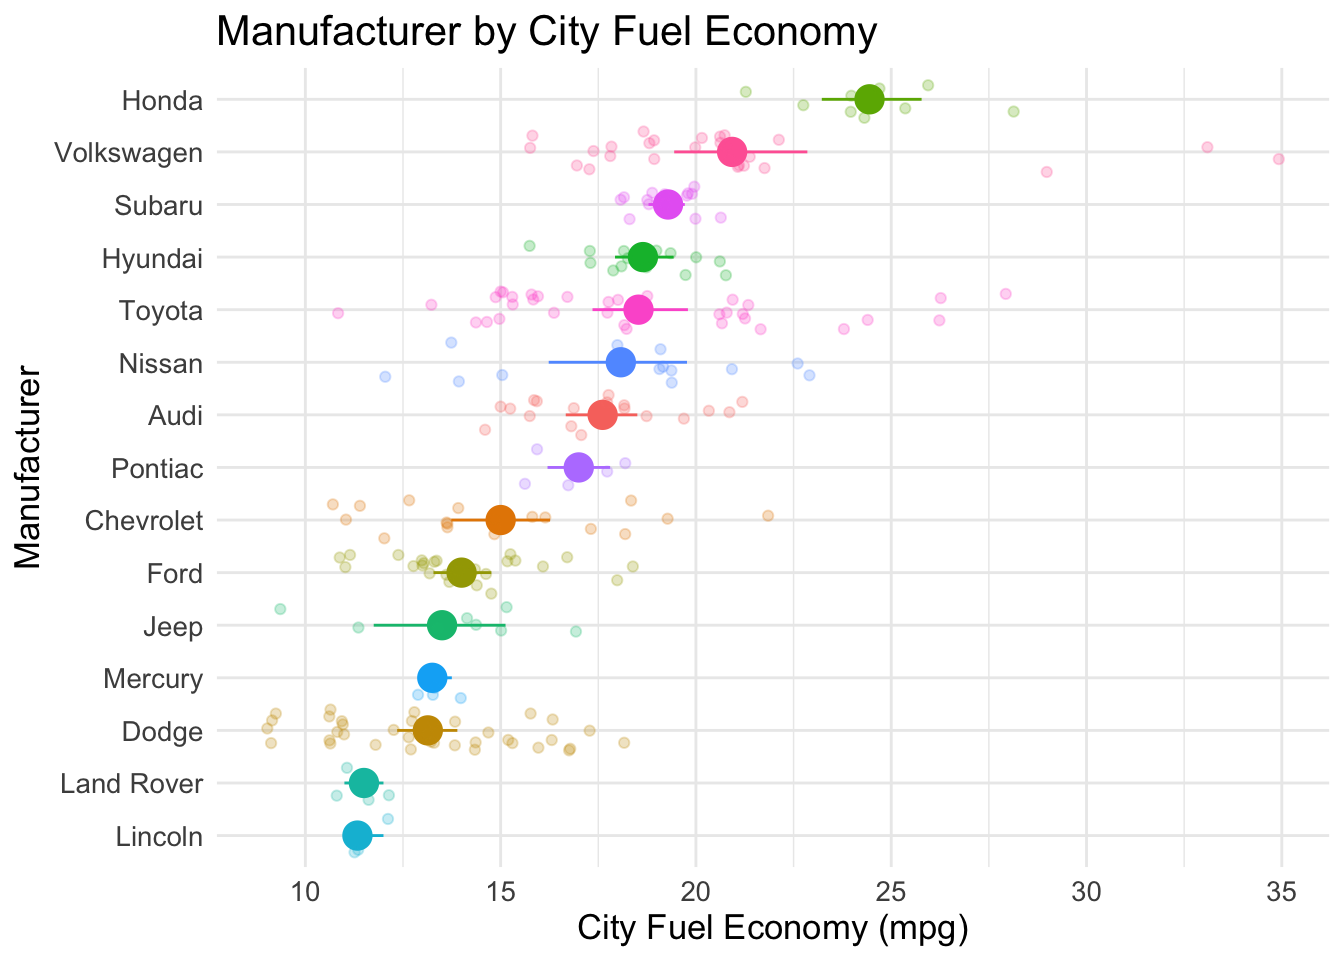 Manufacturer by City Fuel Economy
Manufacturer
Honda
Volkswagen
Subaru
Hyundai
Toyota
Nissan
Audi
Pontiac
Chevrolet
Ford
Jeep
Mercury
Dodge
Land Rover
Lincoln
10 15 20 25 30 35
City Fuel Economy (mpg)